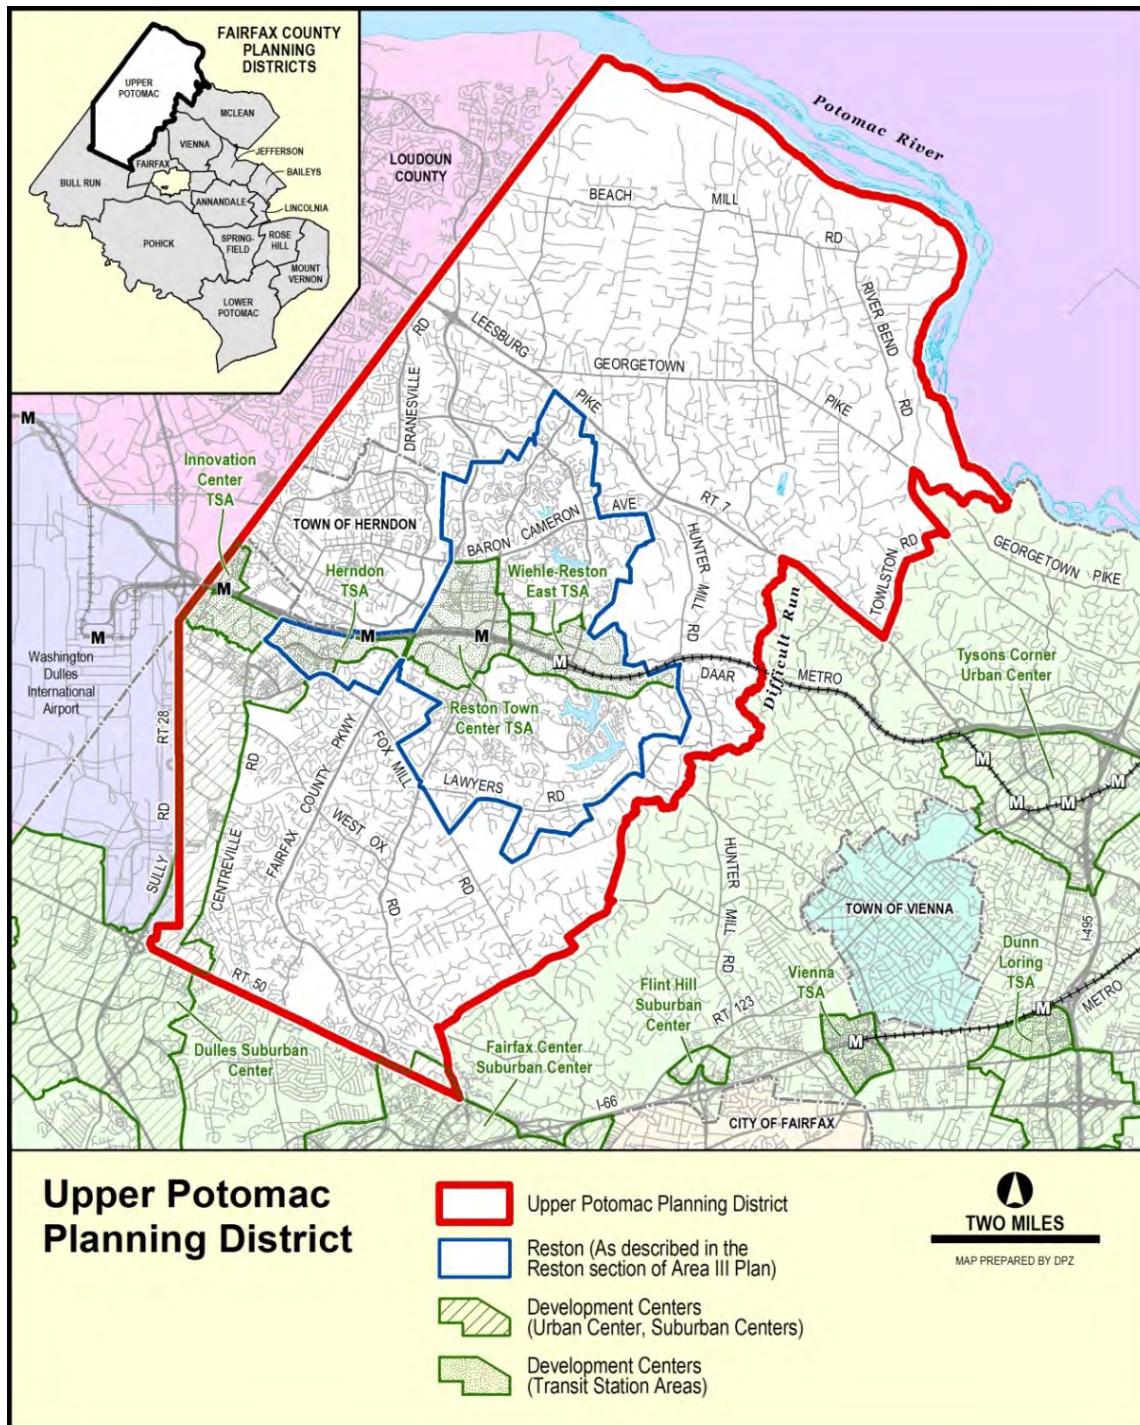 FAIRFAX COUNTY
PLANNING
DISTRICTS
UPPER
POTOMAC
MCLEAN
VIENNA
JEFFERSON
FAIRFAX
BAILEYS
BULL RUN
ANNANDALE
LINCOLNIA
POHICK
SPRING-
FIELD
ROSE
HILL
MOUNT
VERNON
LOWER
POTOMAC
Potomac River
LOUDOUN
COUNTY
BEACH MILL RD
RIVER BEND RD
LEESBURG PIKE
GEORGETOWN PIKE
DRANESVILLE RD
M
Innovation
Center
TSA
TOWN OF HERNDON
BARON CAMERON AVE
RT. 7
HUNTER MILL RD
TOWLSTON RD
GEORGETOWN PIKE
Herndon
TSA
Wiehle-Reston
East TSA
M
M
M
M
M
Washington
Dulles
International
Airport
DAAR
METRO
Difficult Run
Tysons Corner
Urban Center
Reston Town
Center TSA
RT 28
SULLY RD
CENTREVILLE RD
FAIRFAX COUNTY PKWY
FOX MILL RD
LAWYERS RD
WEST OX RD
HUNTER MILL RD
M
M
M
M
TOWN OF VIENNA
I-495
Dunn
Loring
TSA
Vienna
TSA
METRO
M
M
RT. 50
Flint Hill
Suburban
Center
RT 123
Dulles Suburban
Center
Fairfax Center
Suburban Center
I-66
CITY OF FAIRFAX
Upper Potomac
Planning District
Upper Potomac Planning District
Reston (As described in the
Reston section of Area III Plan)
Development Centers
(Urban Center, Suburban Centers)
Development Centers
(Transit Station Areas)
TWO MILES
MAP PREPARED BY DPZ